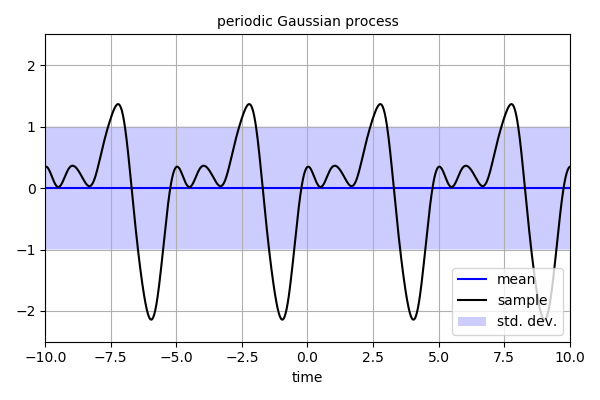 periodic Gaussian process
2
1
0
−1
−2
mean
sample
std. dev.
−10.0 −7.5 −5.0 −2.5 0.0 2.5 5.0 7.5 10.0
time